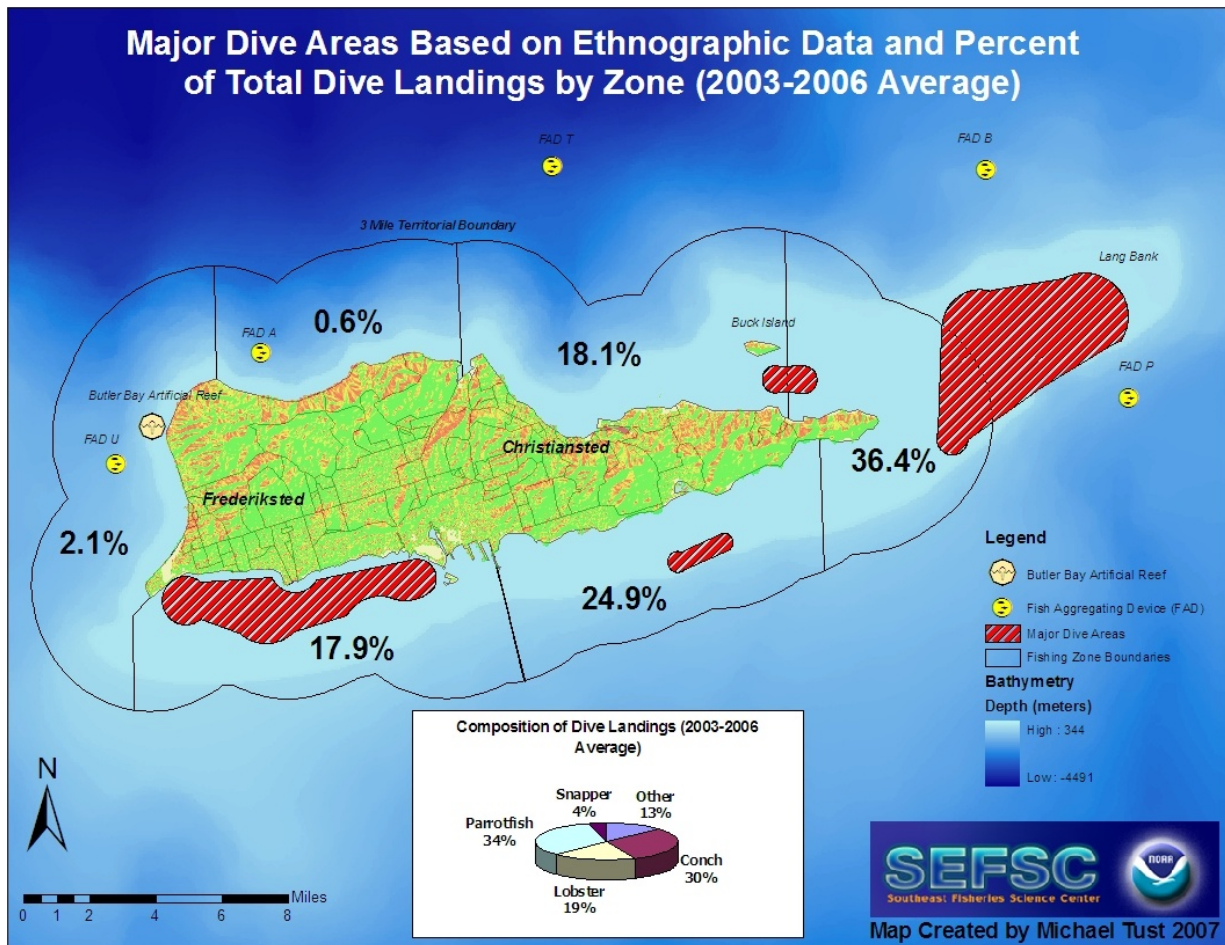 Major Dive Areas Based on Ethnographic Data and Percent
of Total Dive Landings by Zone (2003-2006 Average)
FAD T
FAD B
3 Mile Territorial Boundary
Lang Bank
0.6%
FAD A
18.1%
Buck Island
FAD P
Butler Bay Artificial Reef
FAD U
Christiansted
36.4%
Frederiksted
2.1%
24.9%
17.9%
Legend
Butler Bay Artificial Reef
Fish Aggregating Device (FAD)
Major Dive Areas
Fishing Zone Boundaries
Bathymetry
Depth (meters)
High : 344
Low : -4491
Composition of Dive Landings (2003-2006
Average)
Snapper
4%
Other
13%
Parrotfish
34%
Conch
30%
Lobster
19%
N
Miles
0 1 2 4 6 8
SEFSC
Southeast Fisheries Science Center
NOAA
Map Created by Michael Tust 2007